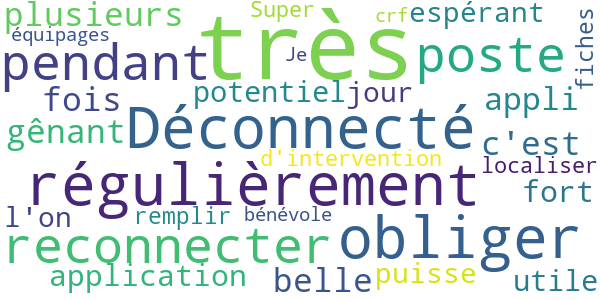 plusieurs très Super crf espérant
équipages
pendant Je poste fiches
fois potentiel jour appli
gênant Déconnecté c'est
d'intervention localiser
régulièrement fort
l'on remplir bénévole obliger
reconnecter
application belle puisse utile